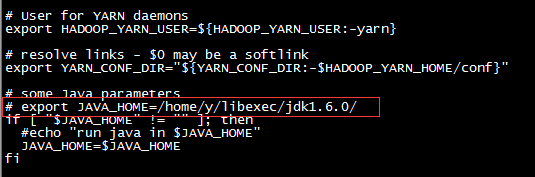 # User for YARN daemons
export HADOOP_YARN_USER=${HADOOP_YARN_USER:-yarn}
# resolve links - $0 may be a softlink
export YARN_CONF_DIR="${YARN_CONF_DIR:-$HADOOP_YARN_HOME/conf}"
# some Java parameters
# export JAVA_HOME=/home/y/libexec/jdk1.6.0/
if [ "$JAVA_HOME" != "" ]; then
#echo "run java in $JAVA_HOME"
JAVA_HOME=$JAVA_HOME
fi